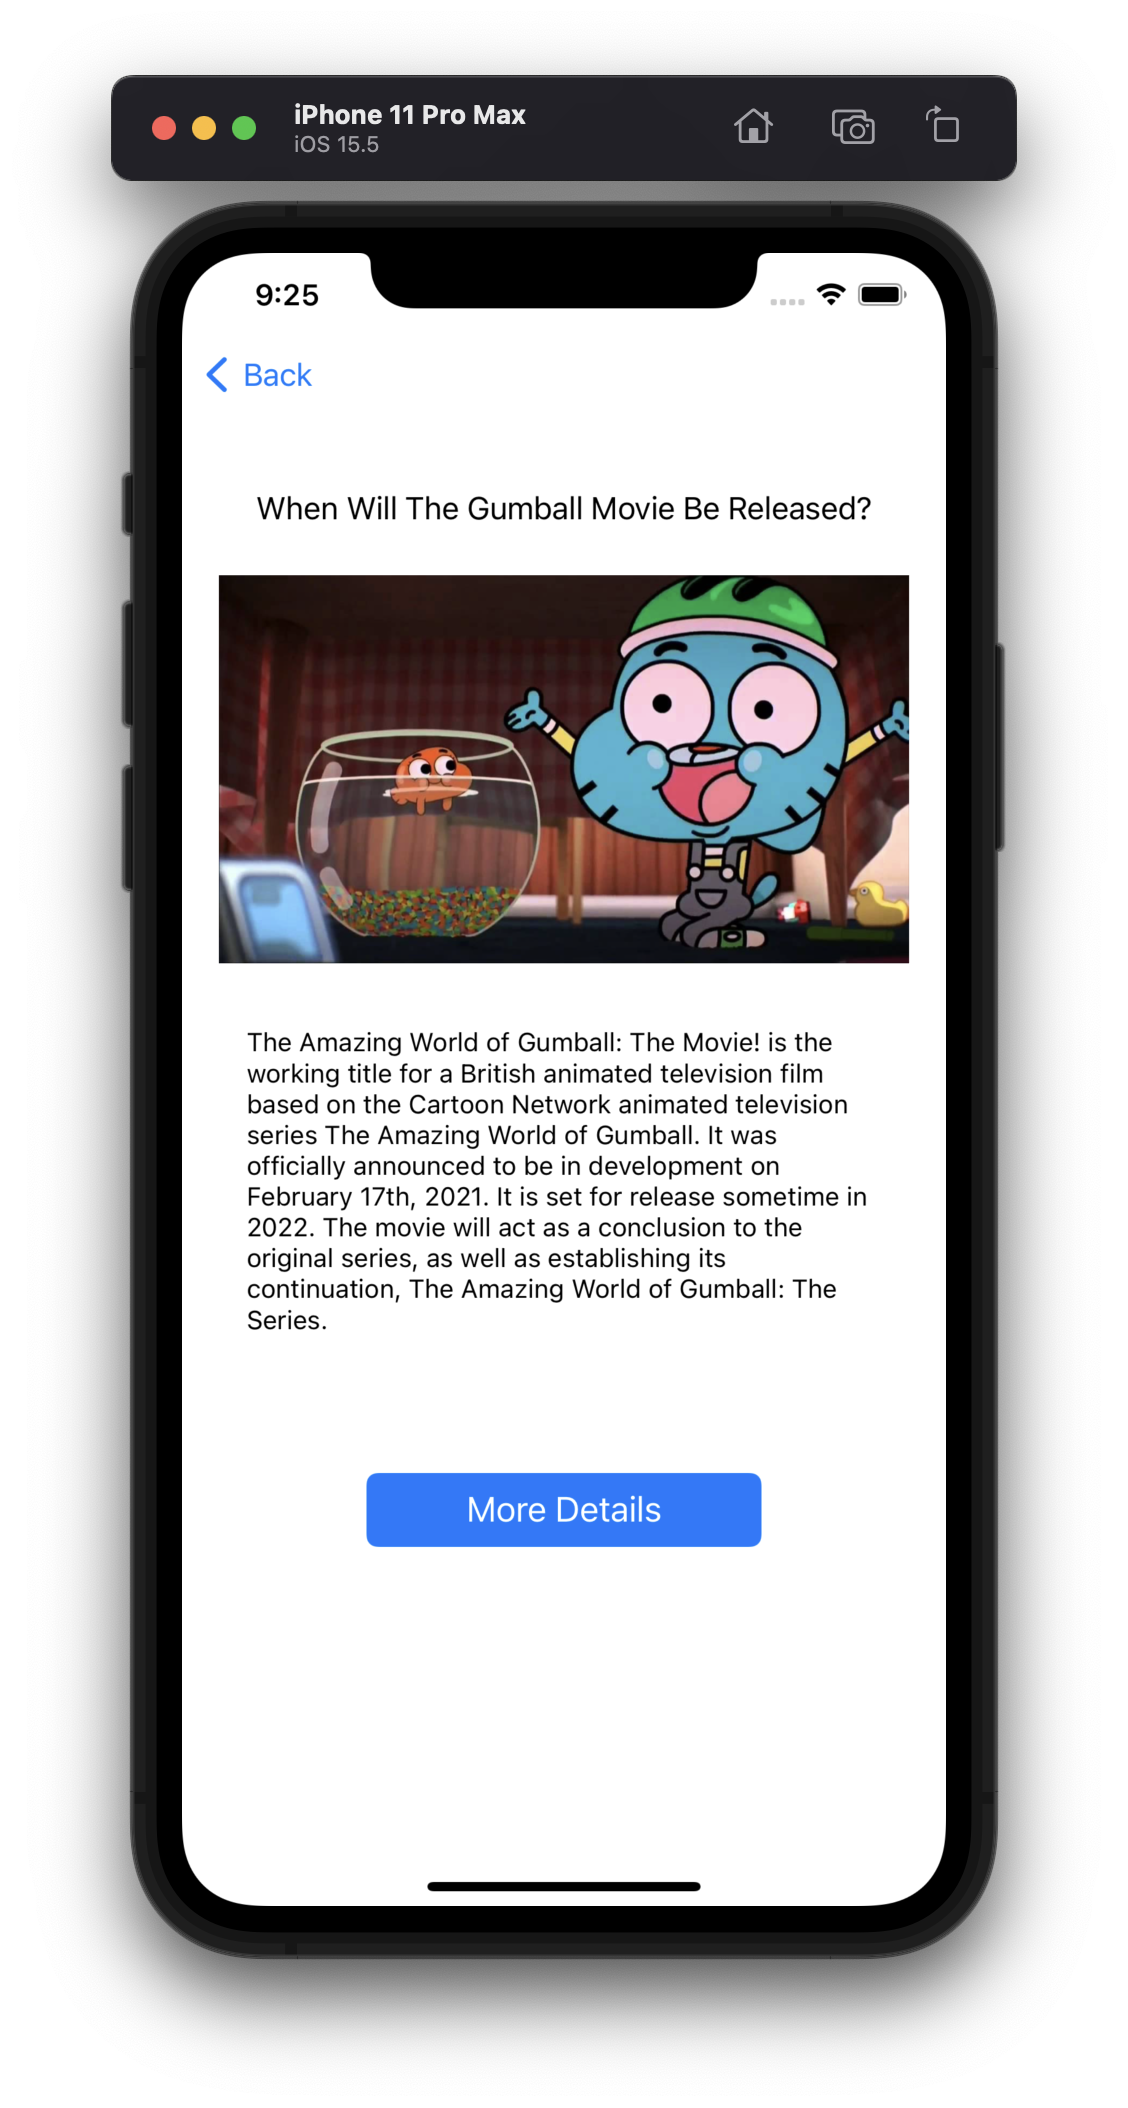 iPhone 11 Pro Max
iOS 15.5
9:25
Back
When Will The Gumball Movie Be Released?
The Amazing World of Gumball: The Movie! is the
working title for a British animated television film
based on the Cartoon Network animated television
series The Amazing World of Gumball. It was
officially announced to be in development on
February 17th, 2021. It is set for release sometime in
2022. The movie will act as a conclusion to the
original series, as well as establishing its
continuation, The Amazing World of Gumball: The
Series.
More Details